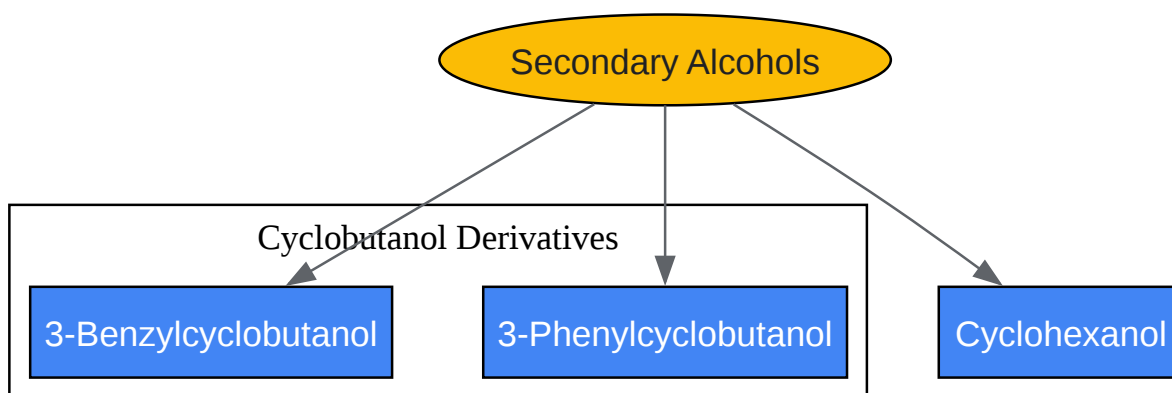 Secondary Alcohols
Cyclobutanol Derivatives
3-Benzylcyclobutanol
3-Phenylcyclobutanol
Cyclohexanol